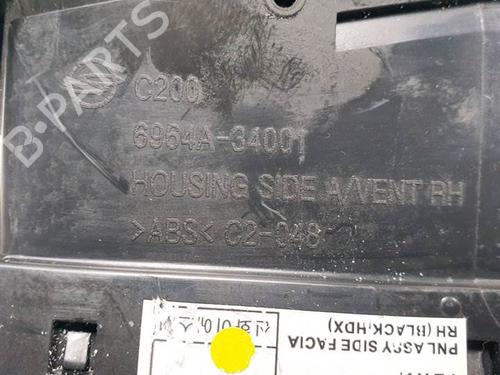 B-PARTS
C200
6964A-34001
HOUSING SIDE A/VENT RH
>ABS< C2-048
PNL ASSY SIDE FACIA
RH (BLACK:HDX)